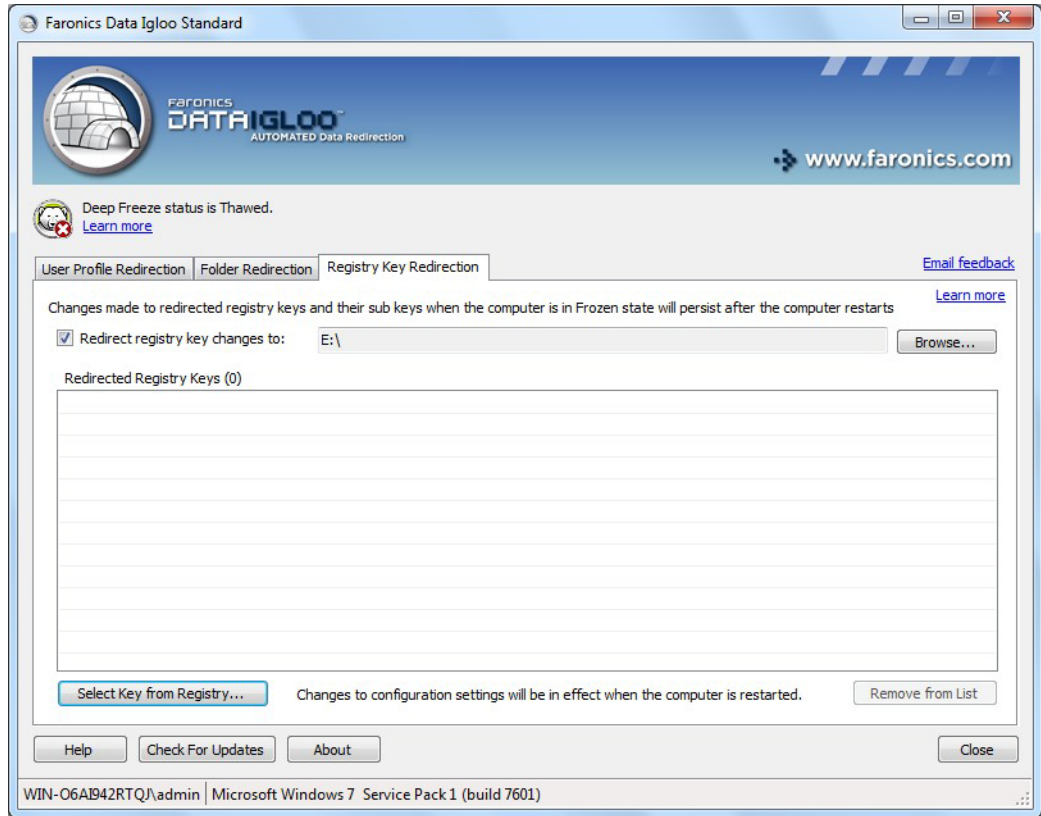 Faronics Data Igloo Standard
Faronics
DATAIGLOO™
AUTOMATED Data Redirection
www.faronics.com
Deep Freeze status is Thawed.
Learn more
User Profile Redirection Folder Redirection Registry Key Redirection Email feedback
Learn more
Changes made to redirected registry keys and their sub keys when the computer is in Frozen state will persist after the computer restarts
Redirect registry key changes to: E:\ Browse...
Redirected Registry Keys (0)
Select Key from Registry... Changes to configuration settings will be in effect when the computer is restarted. Remove from List
Help Check For Updates About Close
WIN-O6AI942RTQJ\admin Microsoft Windows 7 Service Pack 1 (build 7601)